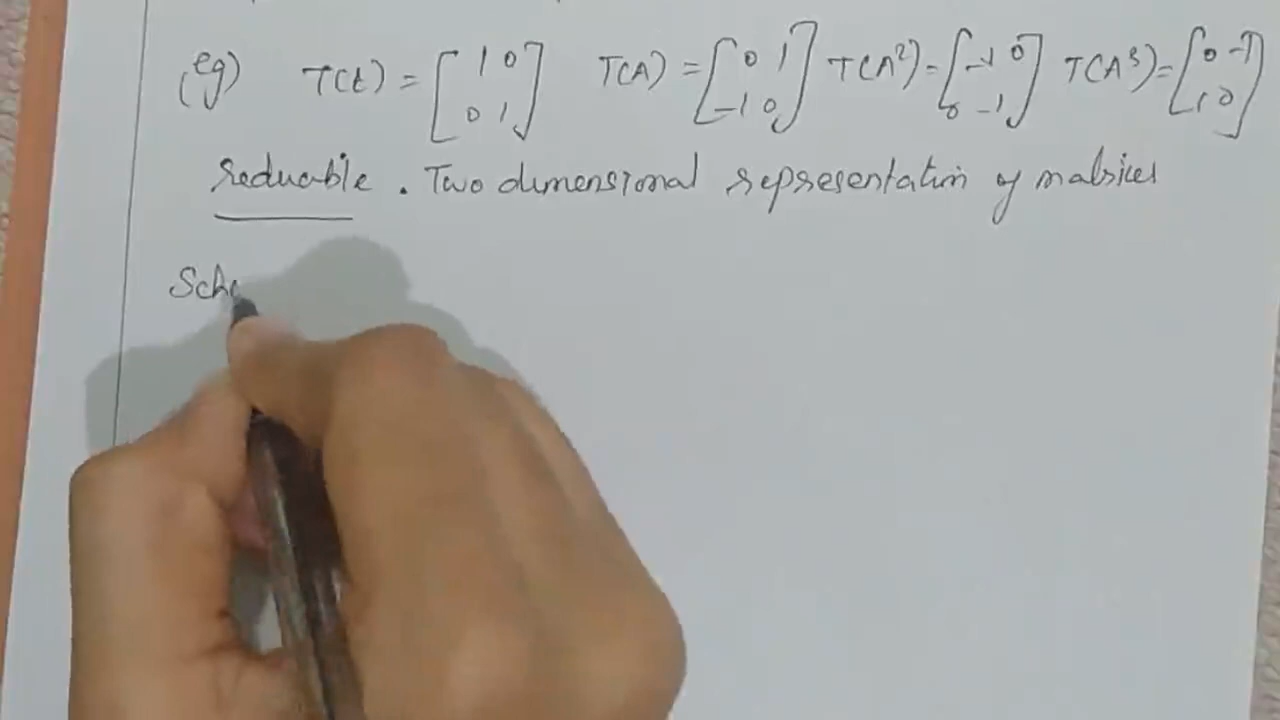 (eg) T(E) = [1 0 0 1] T(A) = [0 1 -1 0] T(A²) = [-1 0 0 -1] T(A³) = [0 -1 1 0]
reducable . Two dimensional representation of matrices
Sch